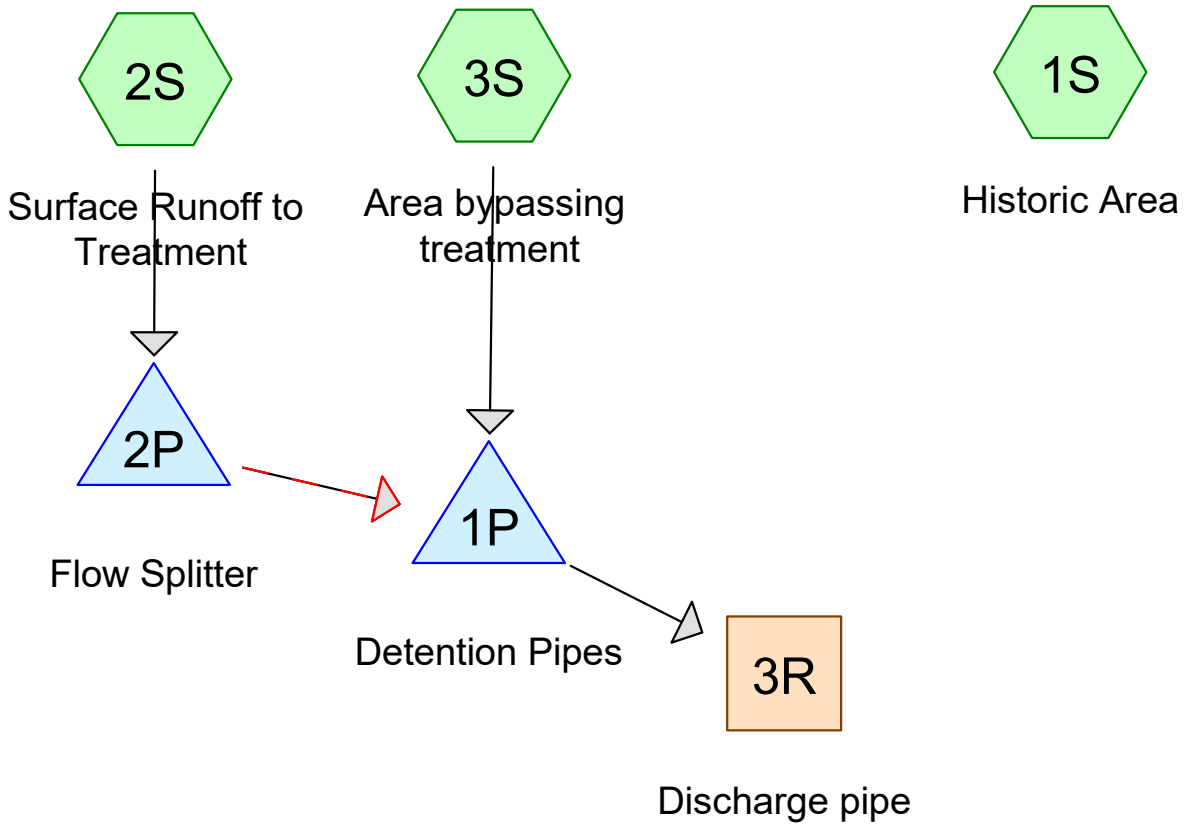 2S
3S
1S
Surface Runoff to
Treatment
Area bypassing
treatment
Historic Area
2P
1P
Flow Splitter
Detention Pipes
3R
Discharge pipe